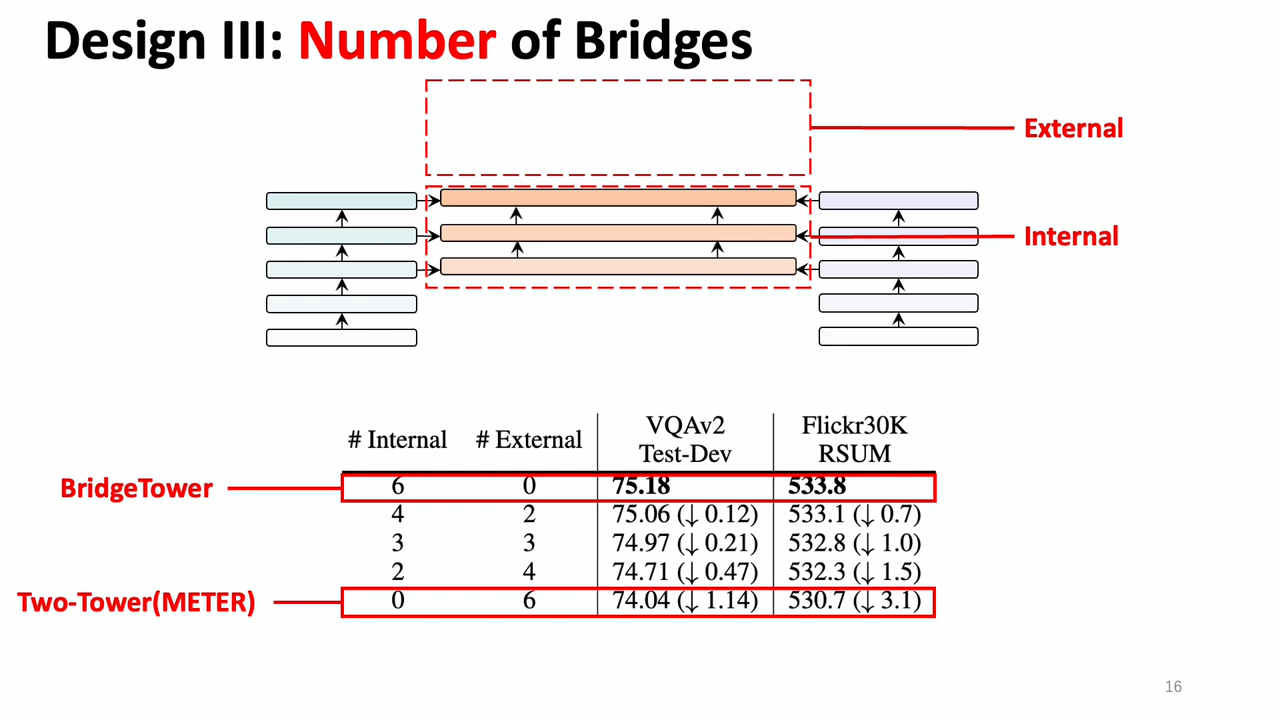 Design III: Number of Bridges
External
Internal
# Internal # External VQAv2 Test-Dev Flickr30K RSUM
BridgeTower 6 0 75.18 533.8
4 2 75.06 (↓ 0.12) 533.1 (↓ 0.7)
3 3 74.97 (↓ 0.21) 532.8 (↓ 1.0)
2 4 74.71 (↓ 0.47) 532.3 (↓ 1.5)
Two-Tower(METER) 0 6 74.04 (↓ 1.14) 530.7 (↓ 3.1)
16